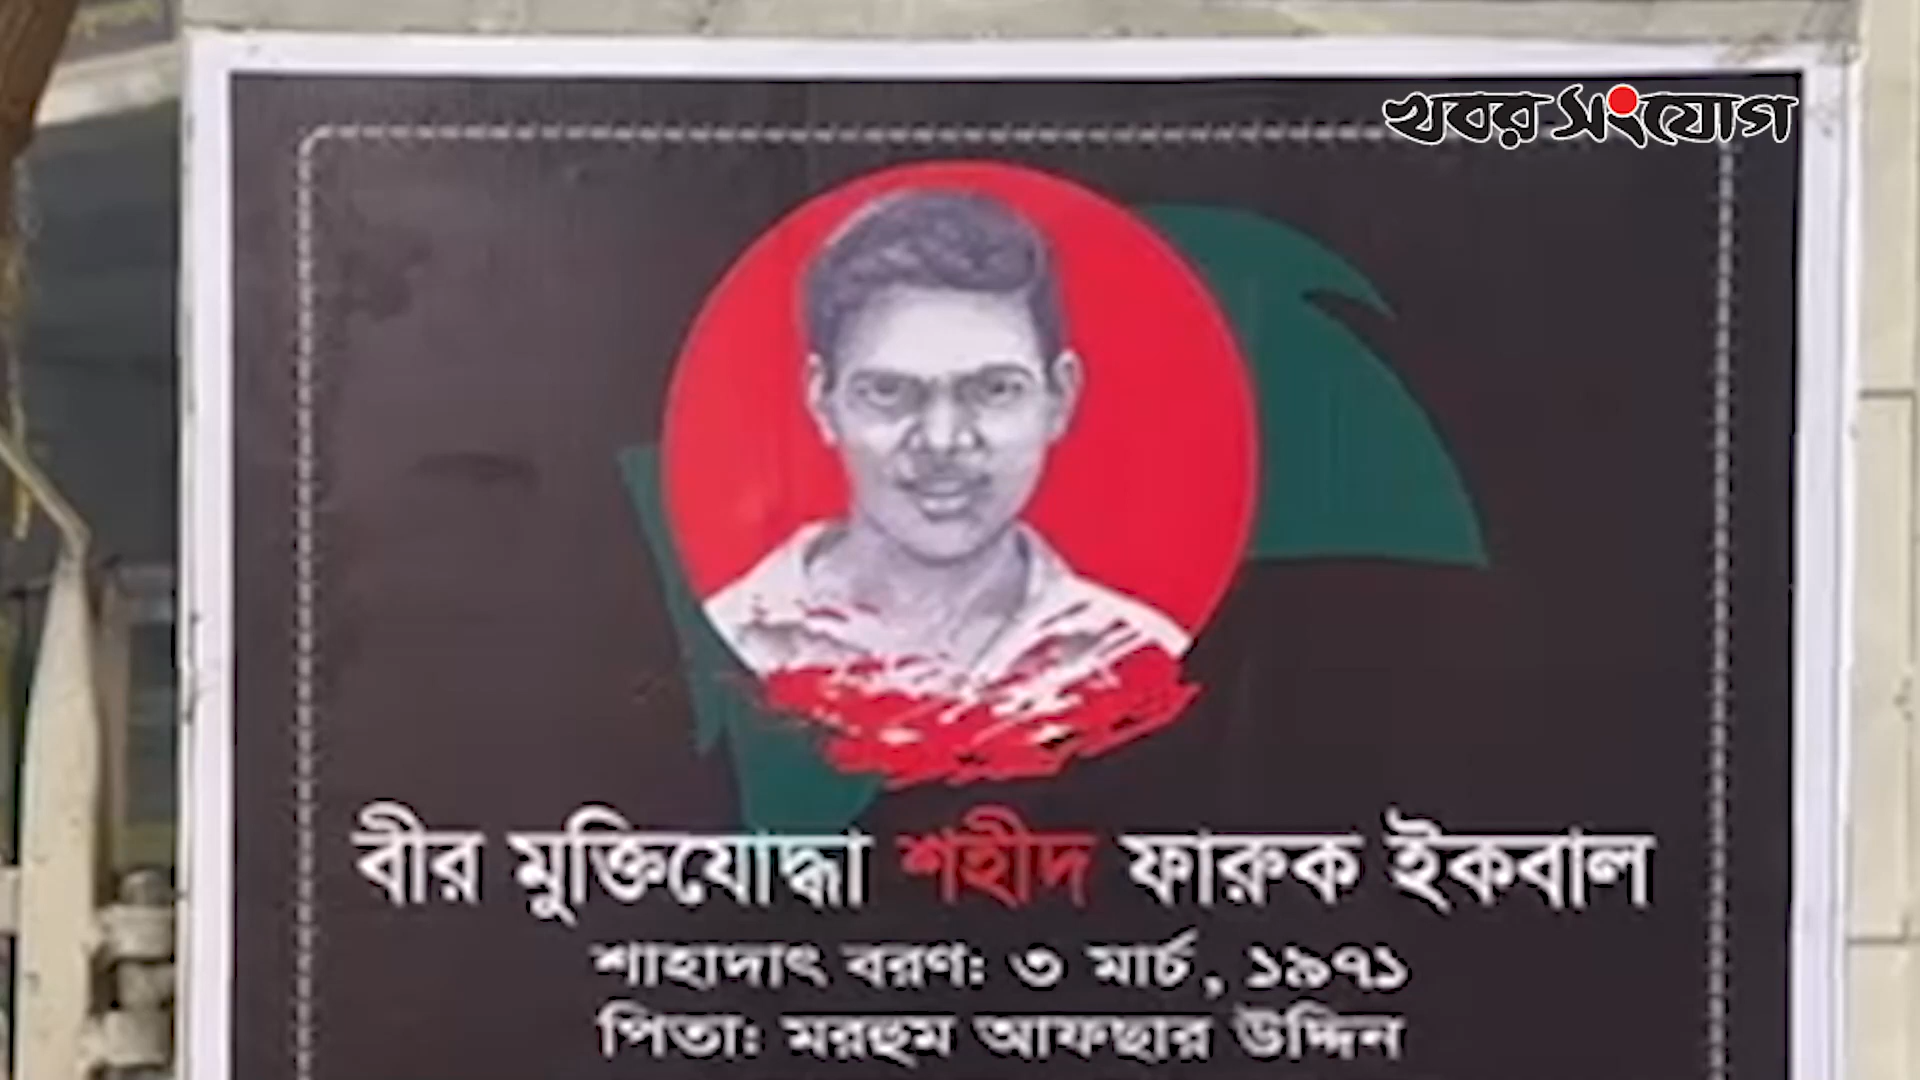 খবর সংযোগ
বীর মুক্তিযোদ্ধা শহীদ ফারুক ইকবাল
শাহাদাৎ বরণ: ৩ মার্চ, ১৯৭১
পিতা: মরহুম আফছার উদ্দিন